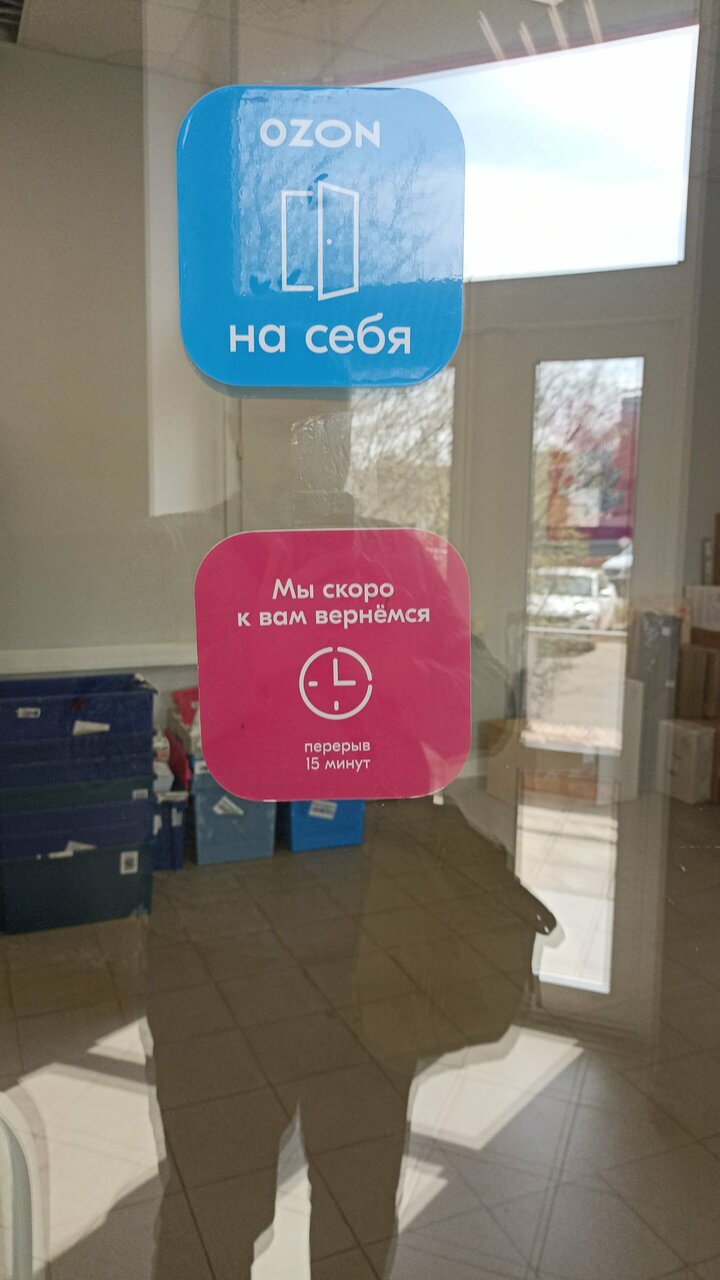 OZON
на себя
Мы скоро
к вам вернёмся
перерыв
15 минут